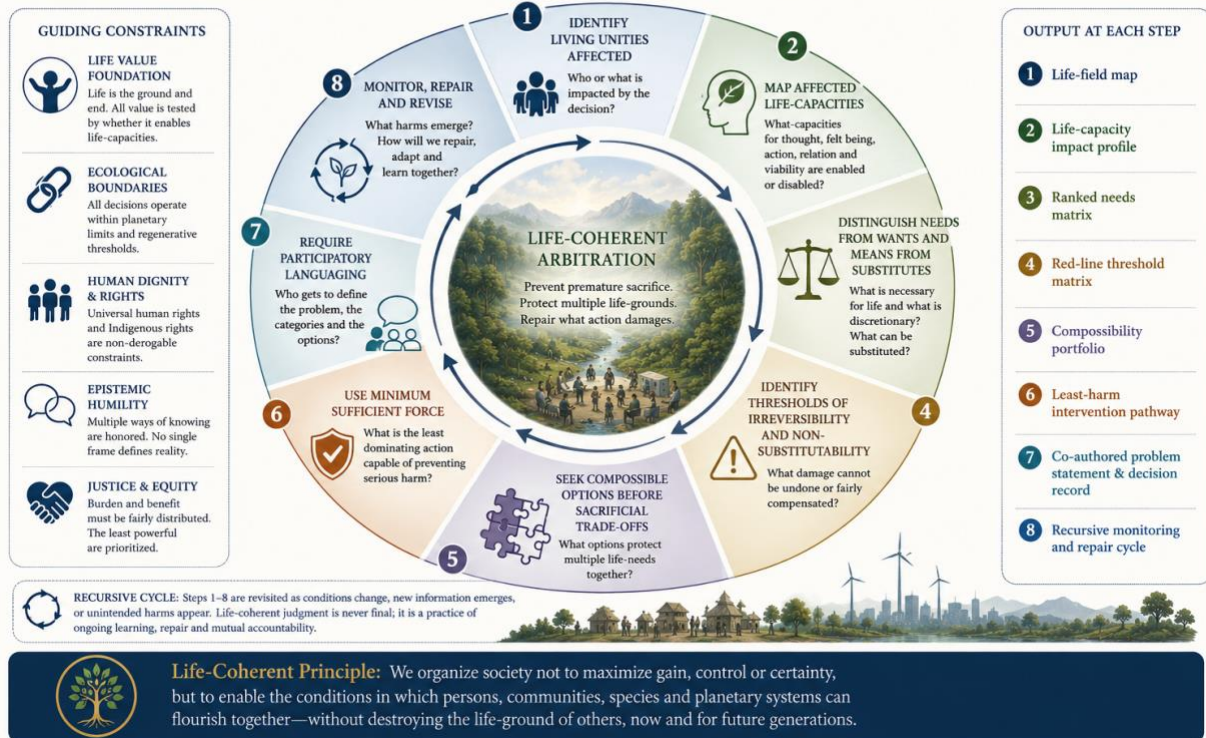 GUIDING CONSTRAINTS
LIFE VALUE
FOUNDATION
Life is the ground and
end. All value is tested
by whether it enables
life-capacities.
ECOLOGICAL
BOUNDARIES
All decisions operate
within planetary
limits and regenerative
thresholds.
HUMAN DIGNITY
& RIGHTS
Universal human rights
and Indigenous rights
are non-derogable
constraints.
EPISTEMIC
HUMILITY
Multiple ways of knowing
are honored. No single
frame defines reality.
JUSTICE & EQUITY
Burden and benefit
must be fairly distributed.
The least powerful
are prioritized.
1
IDENTIFY
LIVING UNITIES
AFFECTED
Who or what is
impacted by the
decision?
2
MAP AFFECTED
LIFE-CAPACITIES
What-capacities
for thought, felt being,
action, relation and
viability are enabled
or disabled?
DISTINGUISH NEEDS
FROM WANTS AND
MEANS FROM
SUBSTITUTES
What is necessary
for life and what is
discretionary?
What can be
substituted?
4
IDENTIFY
THRESHOLDS OF
IRREVERSIBILITY
AND NON-
SUBSTITUTABILITY
What damage cannot
be undone or fairly
compensated?
5
SEEK COMPOSSIBLE
OPTIONS BEFORE
SACRIFICIAL
TRADE-OFFS
What options protect
multiple life-needs
together?
6
USE MINIMUM
SUFFICIENT FORCE
What is the least
dominating action
capable of preventing
serious harm?
7
REQUIRE
PARTICIPATORY
LANGUAGING
Who gets to define
the problem, the
categories and the
options?
8
MONITOR, REPAIR
AND REVISE
What harms emerge?
How will we repair,
adapt and
learn together?
LIFE-COHERENT
ARBITRATION
Prevent premature sacrifice.
Protect multiple life-grounds.
Repair what action damages.
OUTPUT AT EACH STEP
1 Life-field map
2 Life-capacity
impact profile
3 Ranked needs
matrix
4 Red-line threshold
matrix
5 Compossibility
portfolio
6 Least-harm
intervention pathway
7 Co-authored problem
statement & decision
record
8 Recursive monitoring
and repair cycle
RECURSIVE CYCLE: Steps 1–8 are revisited as conditions change, new information emerges,
or unintended harms appear. Life-coherent judgment is never final; it is a practice of
ongoing learning, repair and mutual accountability.
Life-Coherent Principle: We organize society not to maximize gain, control or certainty,
but to enable the conditions in which persons, communities, species and planetary systems can
flourish together—without destroying the life-ground of others, now and for future generations.